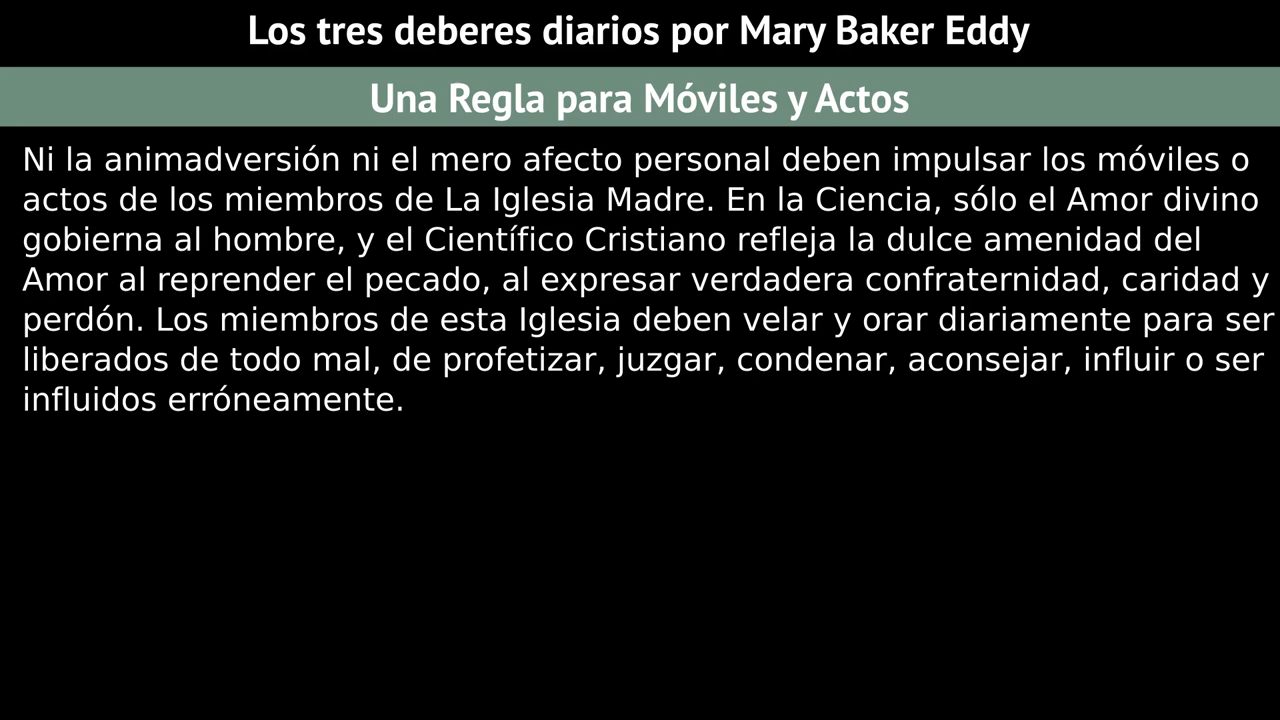 Los tres deberes diarios por Mary Baker Eddy
Una Regla para Móviles y Actos
Ni la animadversión ni el mero afecto personal deben impulsar los móviles o
actos de los miembros de La Iglesia Madre. En la Ciencia, sólo el Amor divino
gobierna al hombre, y el Científico Cristiano refleja la dulce amenidad del
Amor al reprender el pecado, al expresar verdadera confraternidad, caridad y
perdón. Los miembros de esta Iglesia deben velar y orar diariamente para ser
liberados de todo mal, de profetizar, juzgar, condenar, aconsejar, influir o ser
influidos erróneamente.